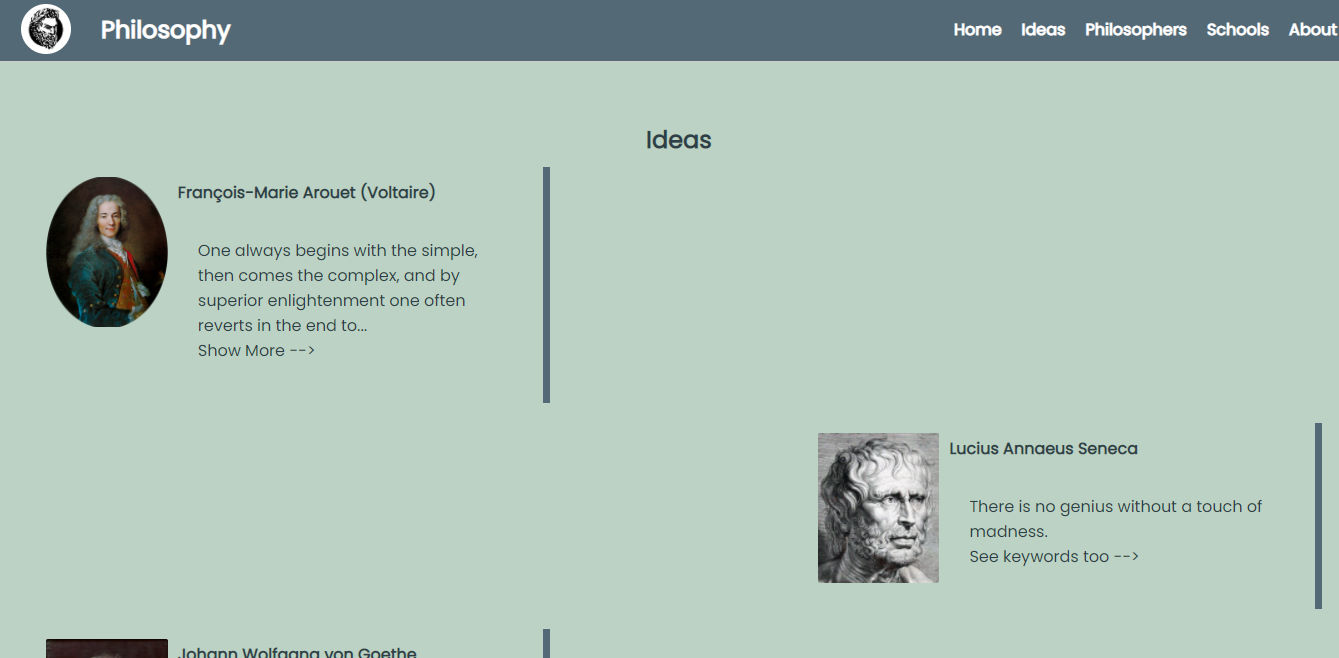 Philosophy
Home Ideas Philosophers Schools About
Ideas
François-Marie Arouet (Voltaire)
One always begins with the simple,
then comes the complex, and by
superior enlightenment one often
reverts in the end to...
Show More -->
Lucius Annaeus Seneca
There is no genius without a touch of
madness.
See keywords too -->
Johann Wolfgang von Goethe